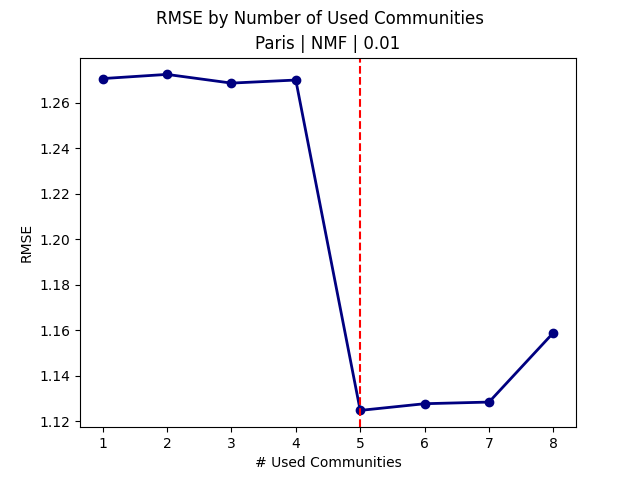 RMSE by Number of Used Communities
Paris | NMF | 0.01
RMSE
1.26
1.24
1.22
1.20
1.18
1.16
1.14
1.12
1 2 3 4 5 6 7 8
# Used Communities